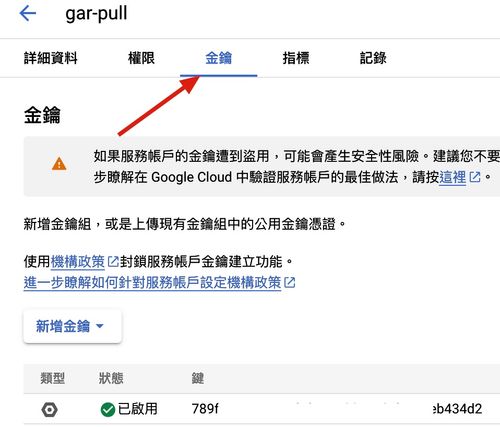 gar-pull
詳細資料 權限 金鑰 指標 記錄
金鑰
如果服務帳戶的金鑰遭到盜用，可能會產生安全性風險。建議您不要
步瞭解在 Google Cloud 中驗證服務帳戶的最佳做法，請按這裡。
新增金鑰組，或是上傳現有金鑰組中的公用金鑰憑證。
使用機構政策封鎖服務帳戶金鑰建立功能。
進一步瞭解如何針對服務帳戶設定機構政策
新增金鑰
類型 狀態 鍵
已啟用 789f eb434d2